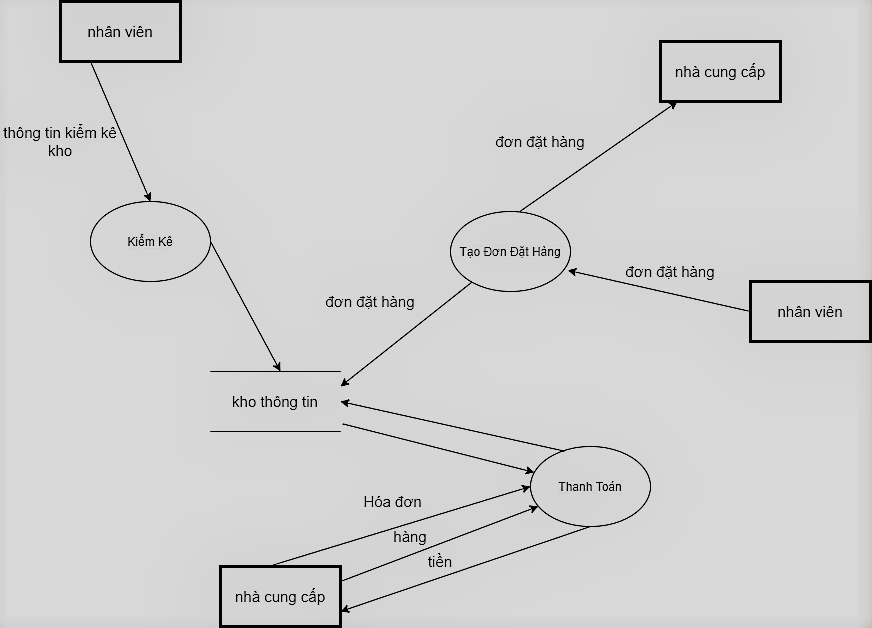 nhân viên
nhà cung cấp
thông tin kiểm kê
kho
đơn đặt hàng
Kiểm Kê
Tạo Đơn Đặt Hàng
đơn đặt hàng
đơn đặt hàng
nhân viên
kho thông tin
Thanh Toán
Hóa đơn
hàng
tiền
nhà cung cấp